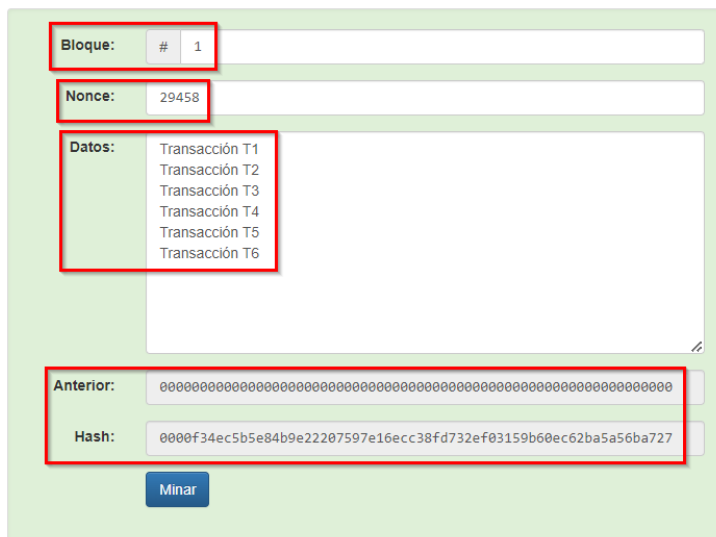 Bloque: # 1
Nonce: 29458
Datos: Transacción T1
Transacción T2
Transacción T3
Transacción T4
Transacción T5
Transacción T6
Anterior: 0000000000000000000000000000000000000000000000000000000000000000
Hash: 0000f34ec5b5e84b9e22207597e16ecc38fd732ef03159b60ec62ba5a56ba727
Minar